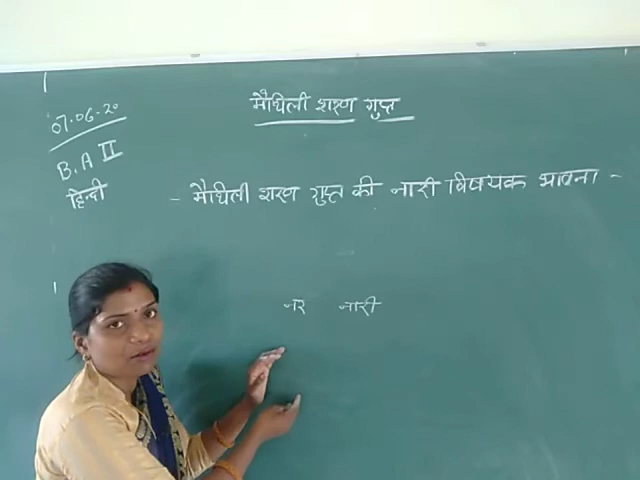 07.06.20
B.A II
हिन्दी
मैथिली शरण गुप्त
- मैथिली शरण गुप्त की नारी विषयक भावना -
नर नारी